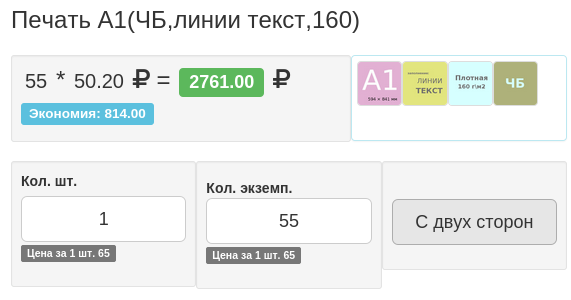 Печать А1(ЧБ,линии текст,160)
55 * 50.20 ₽ = 2761.00 ₽
Экономия: 814.00
А1
594 × 841 мм
ЛИНИИ
ТЕКСТ
Плотная
160 г\м2
ЧБ
Кол. шт.
1
Цена за 1 шт. 65
Кол. экземп.
55
Цена за 1 шт. 65
С двух сторон